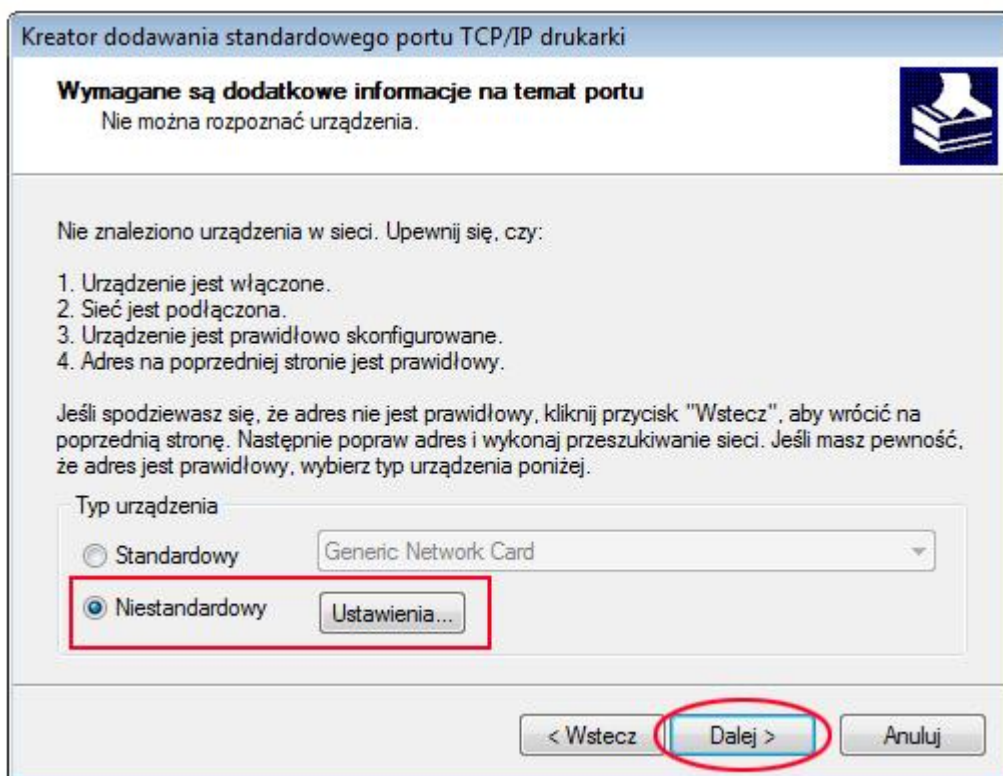 Kreator dodawania standardowego portu TCP/IP drukarki
Wymagane są dodatkowe informacje na temat portu
Nie można rozpoznać urządzenia.
Nie znaleziono urządzenia w sieci. Upewnij się, czy:
1. Urządzenie jest włączone.
2. Sieć jest podłączona.
3. Urządzenie jest prawidłowo skonfigurowane.
4. Adres na poprzedniej stronie jest prawidłowy.
Jeśli spodziewasz się, że adres nie jest prawidłowy, kliknij przycisk "Wstecz", aby wrócić na
poprzednią stronę. Następnie popraw adres i wykonaj przeszukiwanie sieci. Jeśli masz pewność,
że adres jest prawidłowy, wybierz typ urządzenia poniżej.
Typ urządzenia
Standardowy Generic Network Card
Niestandardowy Ustawienia...
< Wstecz Dalej > Anuluj